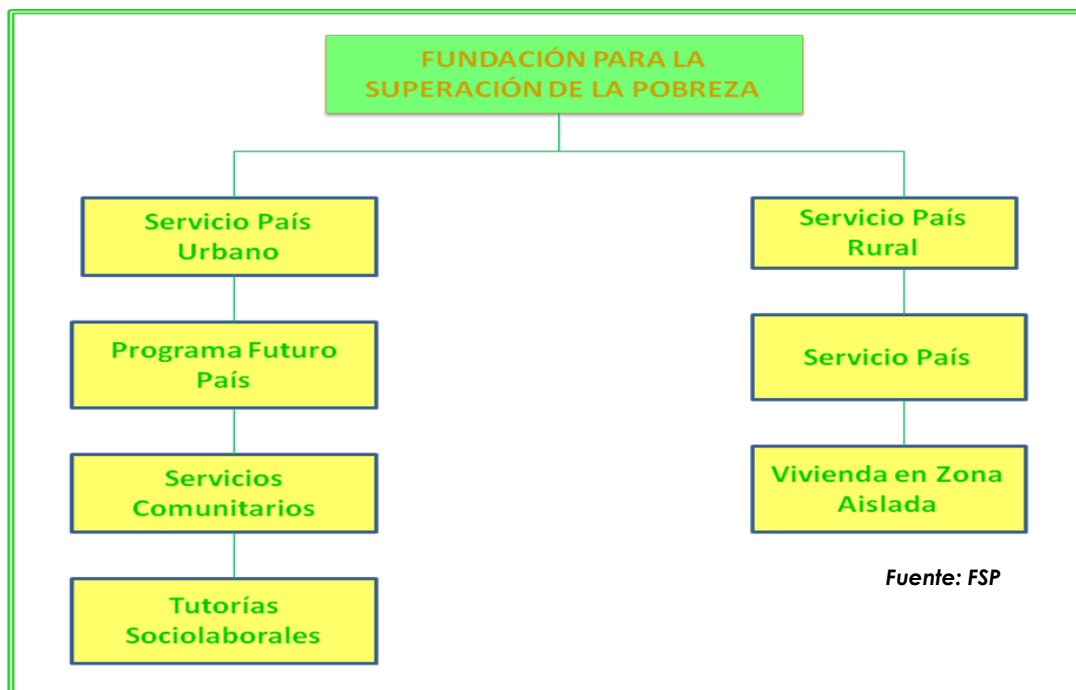 FUNDACIÓN PARA LA
SUPERACIÓN DE LA POBREZA
Servicio País
Urbano
Programa Futuro
País
Servicios
Comunitarios
Tutorías
Sociolaborales
Servicio País
Rural
Servicio País
Vivienda en Zona
Aislada
Fuente: FSP